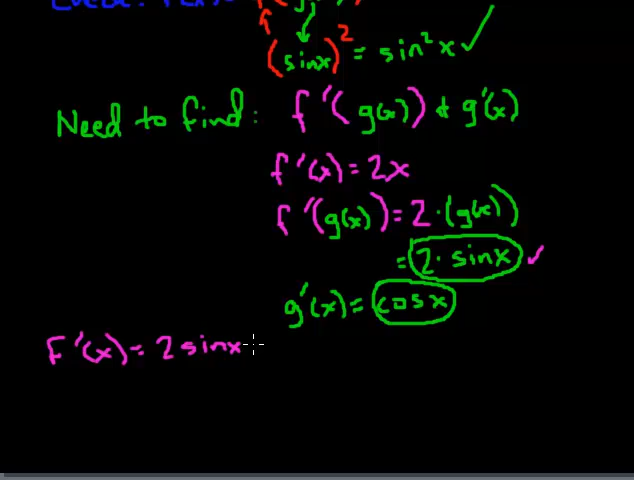 (sinx)² = sin²x ✓
Need to find: f'(g(x)) & g'(x)
f'(x) = 2x
f'(g(x)) = 2·(g(x))
= 2· sinx ✓
g'(x) = cosx
F'(x) = 2 sinx